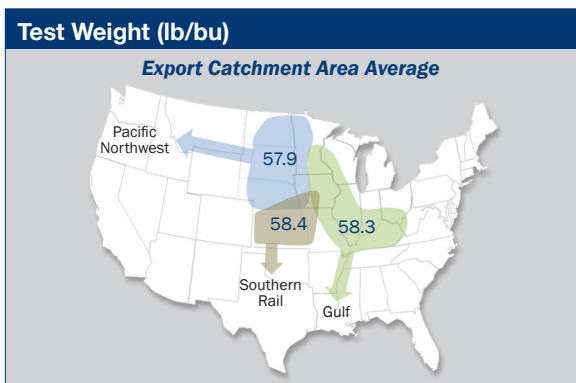 Test Weight (lb/bu)
Export Catchment Area Average
Pacific
Northwest
57.9
58.4
58.3
Southern
Rail
Gulf